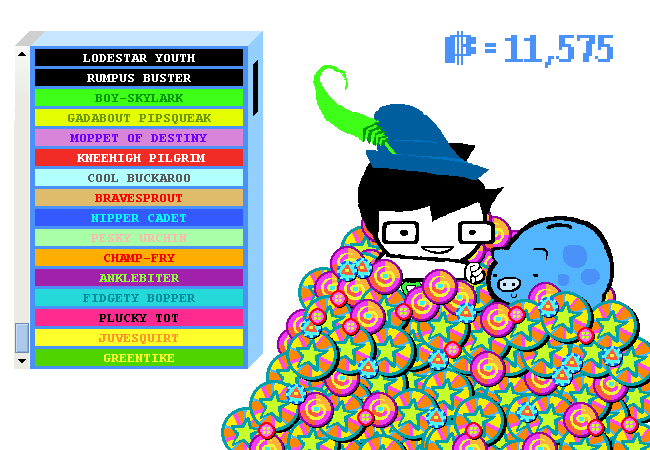 = 11,575
LODESTAR YOUTH
RUMPUS BUSTER
BOY-SKYLARK
GADABOUT PIPSQUEAK
MOPPET OF DESTINY
KNEEHIGH PILGRIM
COOL BUCKAROO
BRAVESPROUT
NIPPER CADET
PESKY URCHIN
CHAMP-FRY
ANKLEBITER
FIDGETY BOPPER
PLUCKY TOT
JUVESQUIRT
GREENTIKE